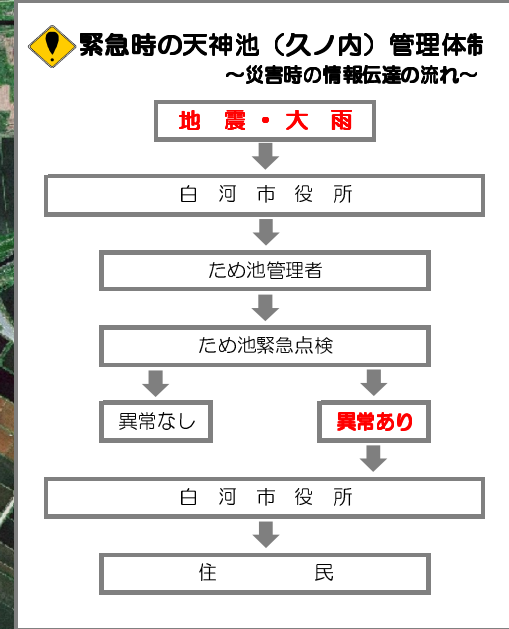 緊急時の天神池（久ノ内）管理体制
～災害時の情報伝達の流れ～
地震・大雨
白河市役所
ため池管理者
ため池緊急点検
異常なし
異常あり
白河市役所
住民